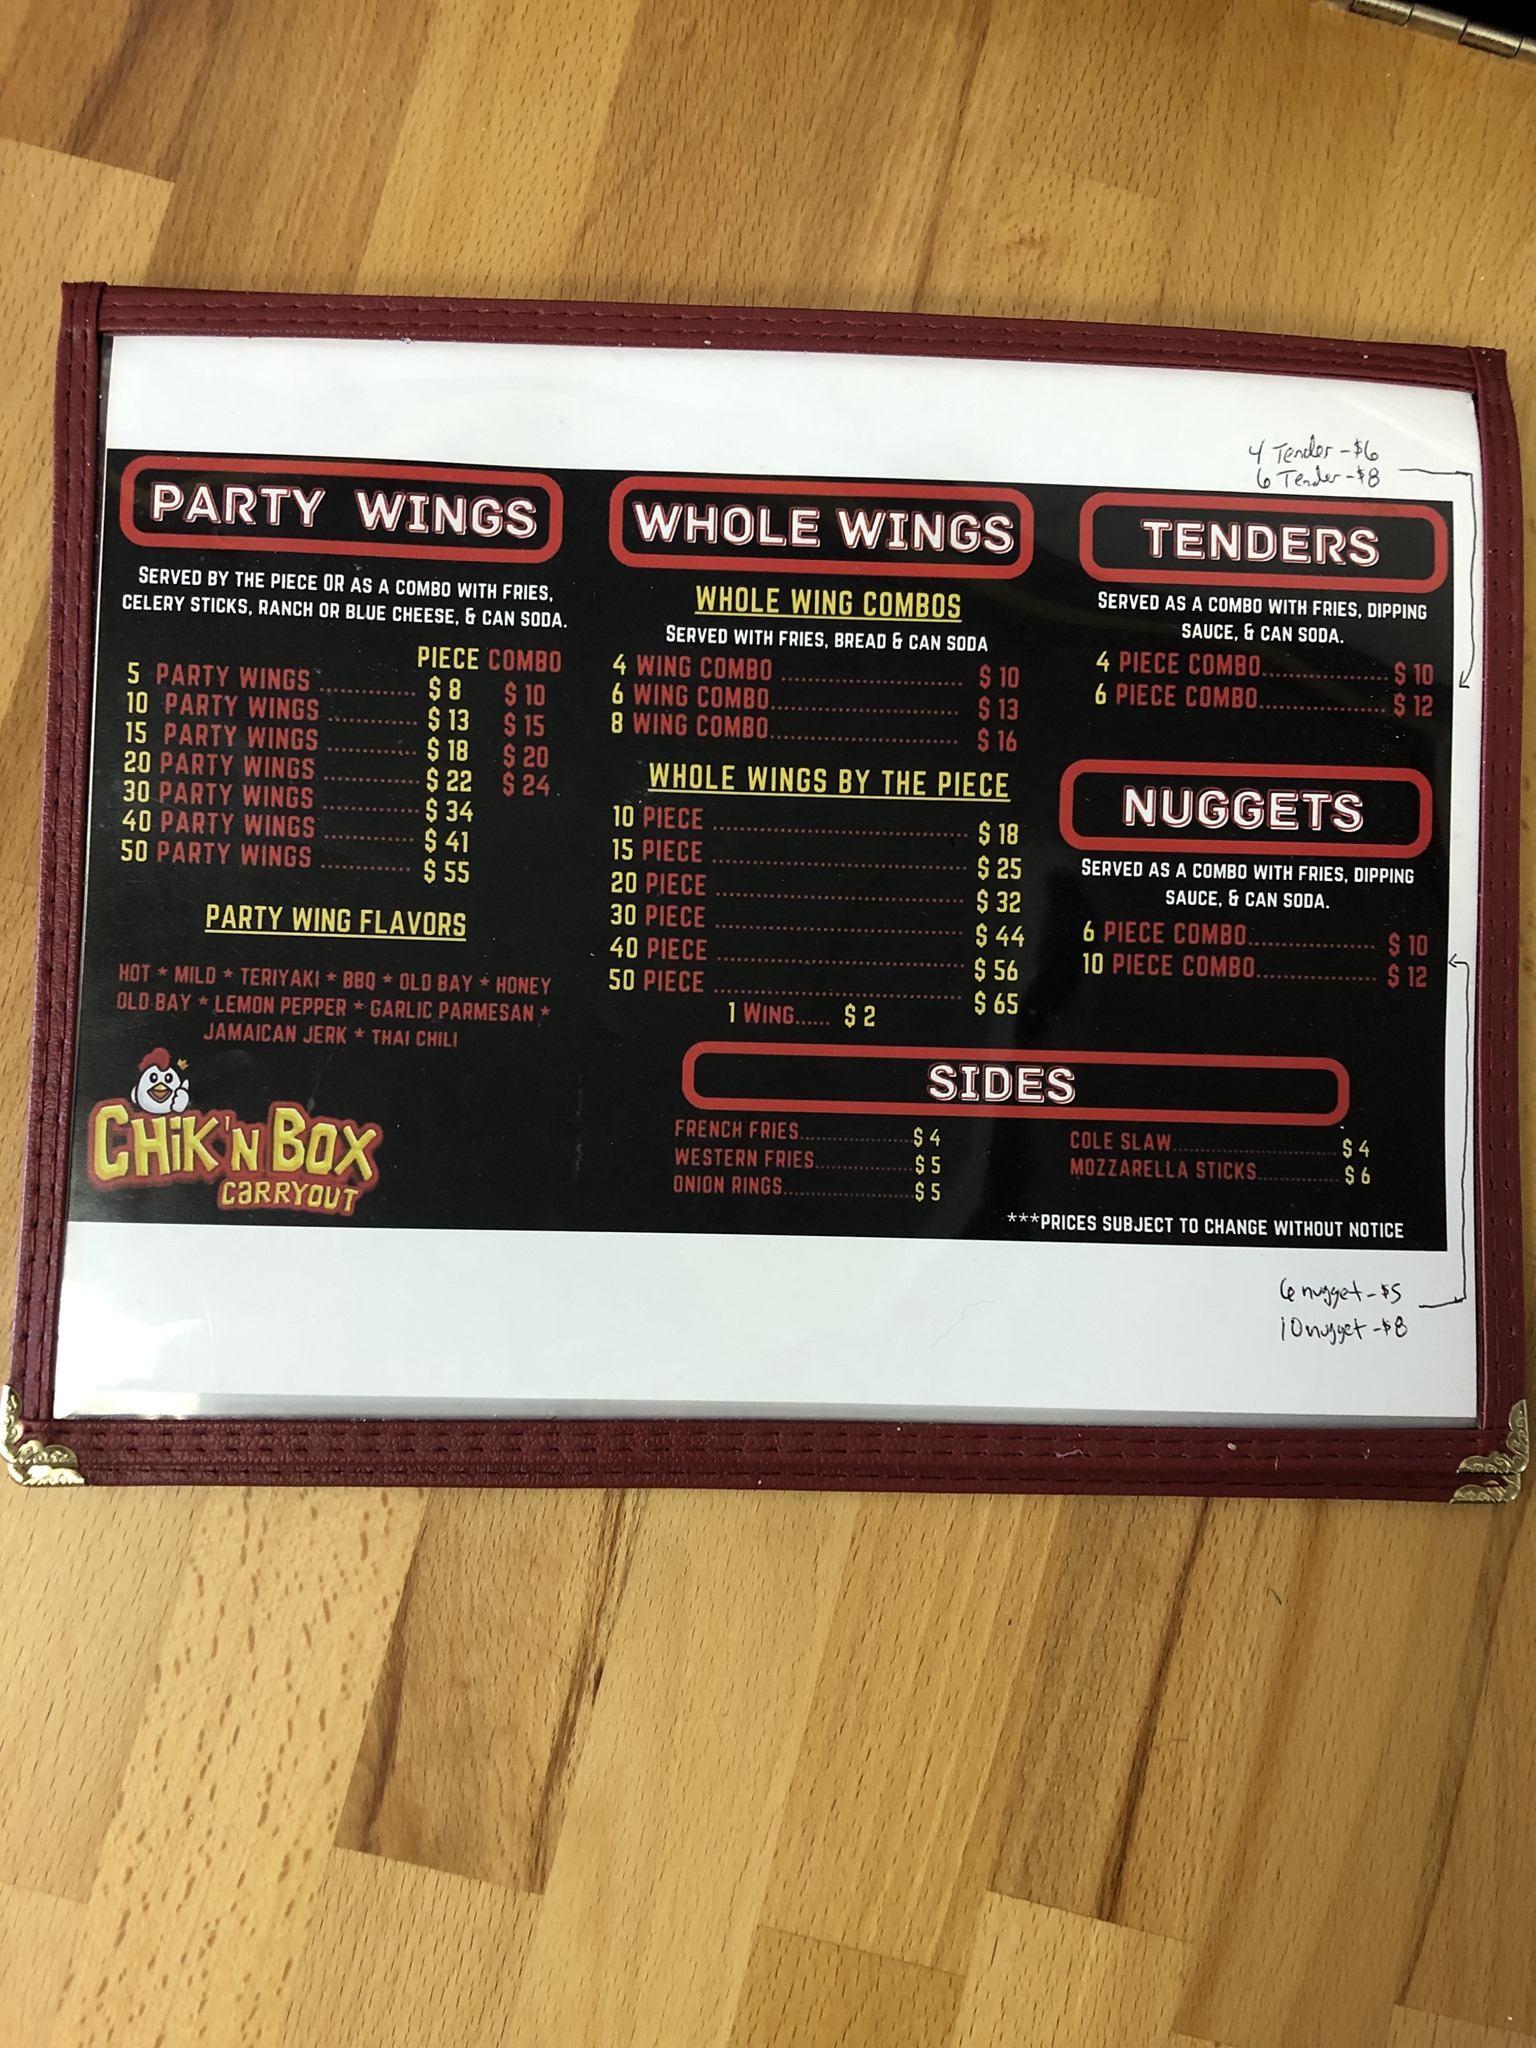 4 Tender - $6
6 Tender - $8
PARTY WINGS
SERVED BY THE PIECE OR AS A COMBO WITH FRIES,
CELERY STICKS, RANCH OR BLUE CHEESE, & CAN SODA.
PIECE COMBO
5 PARTY WINGS ............... $ 8 $ 10
10 PARTY WINGS .............. $ 13 $ 15
15 PARTY WINGS .............. $ 18 $ 20
20 PARTY WINGS .............. $ 22 $ 24
30 PARTY WINGS .............. $ 34
40 PARTY WINGS .............. $ 41
50 PARTY WINGS .............. $ 55
PARTY WING FLAVORS
HOT * MILD * TERIYAKI * BBQ * OLD BAY * HONEY
OLD BAY * LEMON PEPPER * GARLIC PARMESAN *
JAMAICAN JERK * THAI CHILI
CHIK'N BOX
CARRYOUT
WHOLE WINGS
WHOLE WING COMBOS
SERVED WITH FRIES, BREAD & CAN SODA
4 WING COMBO ............................ $ 10
6 WING COMBO............................. $ 13
8 WING COMBO............................. $ 16
WHOLE WINGS BY THE PIECE
10 PIECE ....................................... $ 18
15 PIECE ....................................... $ 25
20 PIECE ....................................... $ 32
30 PIECE ....................................... $ 44
40 PIECE ....................................... $ 56
50 PIECE ....................................... $ 65
1 WING...... $ 2
TENDERS
SERVED AS A COMBO WITH FRIES, DIPPING
SAUCE, & CAN SODA.
4 PIECE COMBO.................... $ 10
6 PIECE COMBO.................... $ 12
NUGGETS
SERVED AS A COMBO WITH FRIES, DIPPING
SAUCE, & CAN SODA.
6 PIECE COMBO.................... $ 10
10 PIECE COMBO................... $ 12
SIDES
FRENCH FRIES.................. $ 4
WESTERN FRIES............... $ 5
ONION RINGS.................... $ 5
COLE SLAW........................... $ 4
MOZZARELLA STICKS............. $ 6
***PRICES SUBJECT TO CHANGE WITHOUT NOTICE
6 nugget - $5
10 nugget - $8